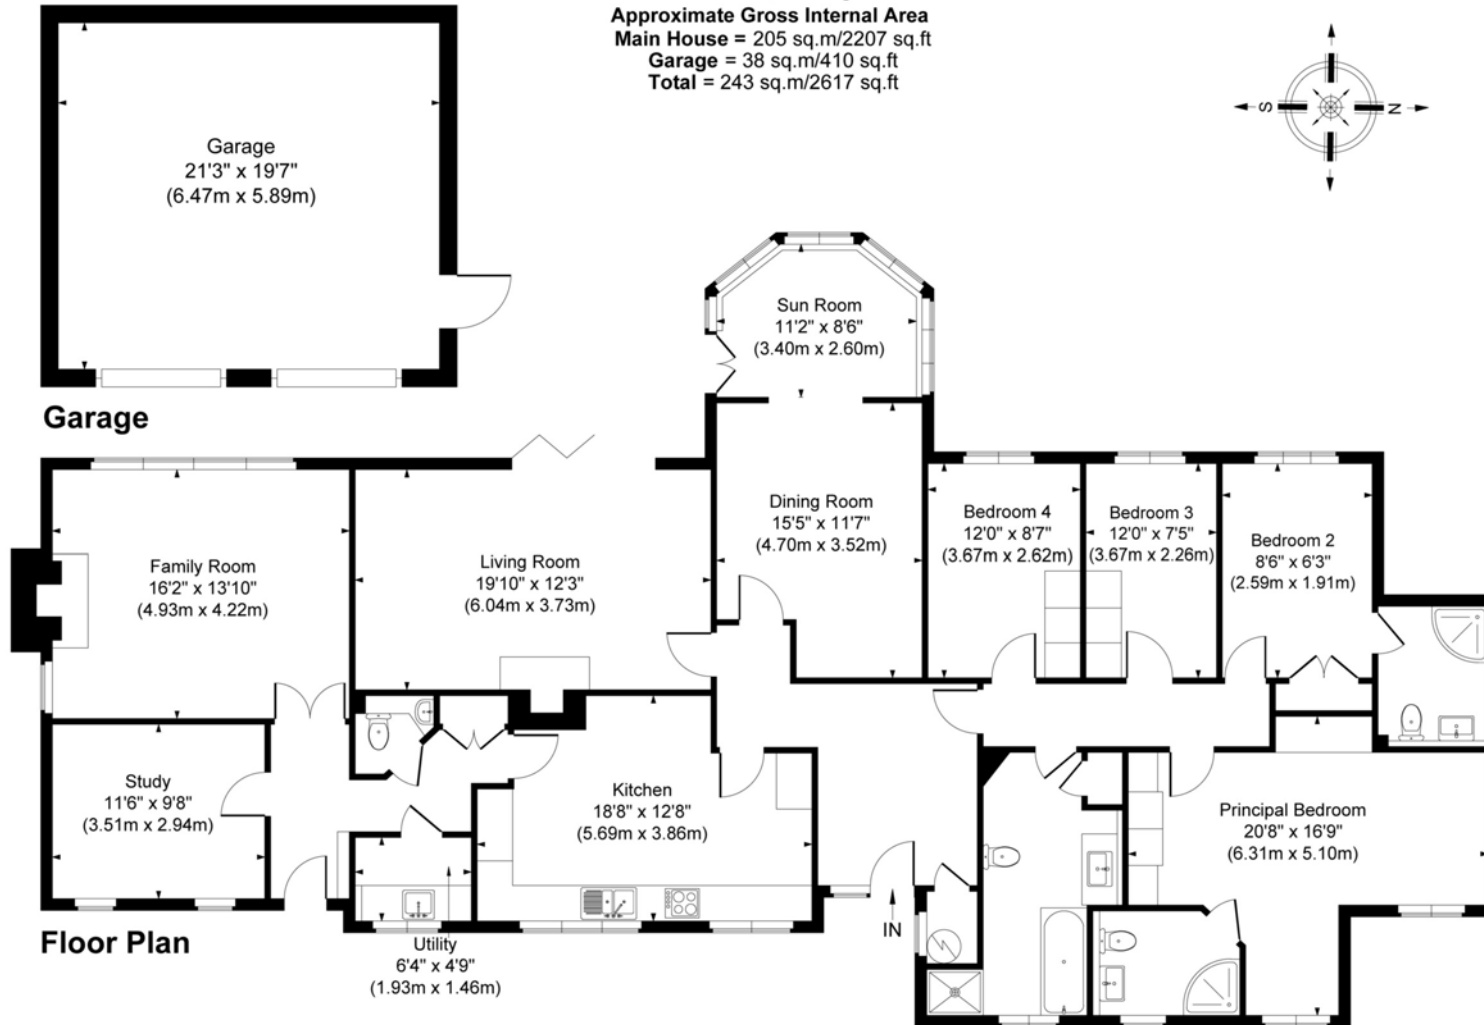 Approximate Gross Internal Area
Main House = 205 sq.m/2207 sq.ft
Garage = 38 sq.m/410 sq.ft
Total = 243 sq.m/2617 sq.ft
S
N
Garage
21'3" x 19'7"
(6.47m x 5.89m)
Garage
Sun Room
11'2" x 8'6"
(3.40m x 2.60m)
Family Room
16'2" x 13'10"
(4.93m x 4.22m)
Living Room
19'10" x 12'3"
(6.04m x 3.73m)
Dining Room
15'5" x 11'7"
(4.70m x 3.52m)
Bedroom 4
12'0" x 8'7"
(3.67m x 2.62m)
Bedroom 3
12'0" x 7'5"
(3.67m x 2.26m)
Bedroom 2
8'6" x 6'3"
(2.59m x 1.91m)
Study
11'6" x 9'8"
(3.51m x 2.94m)
Kitchen
18'8" x 12'8"
(5.69m x 3.86m)
Principal Bedroom
20'8" x 16'9"
(6.31m x 5.10m)
IN
Floor Plan
Utility
6'4" x 4'9"
(1.93m x 1.46m)